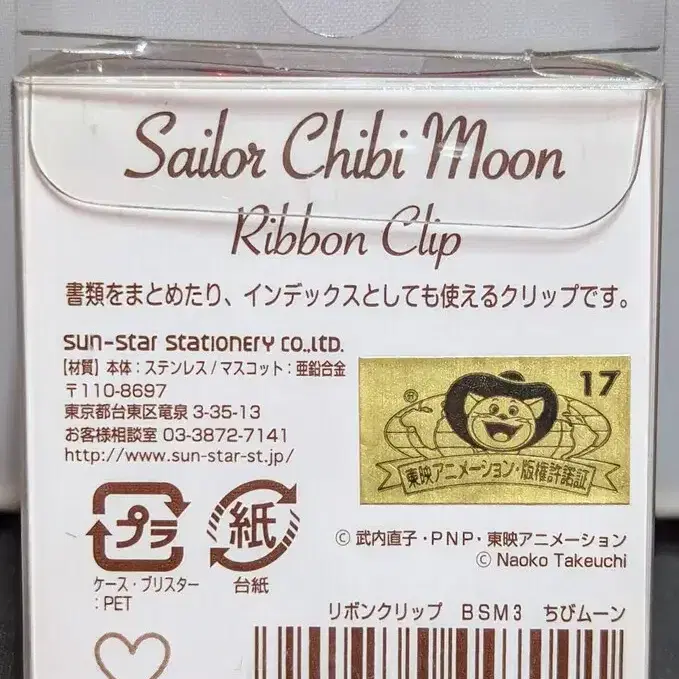 Sailor Chibi Moon
Ribbon Clip
書類をまとめたり、インデックスとしても使えるクリップです。
sun-star stationery co.,ltd.
【材質】本体:ステンレス/マスコット:亜鉛合金
〒110-8697
東京都台東区竜泉 3-35-13
お客様相談室 03-3872-7141
http://www.sun-star-st.jp/
17
®
東映アニメーション・版権許諾証
プラ
紙
ケース・ブリスター
:PET
台紙
© 武内直子・PNP・東映アニメーション
© Naoko Takeuchi
リボンクリップ BSM3 ちびムーン